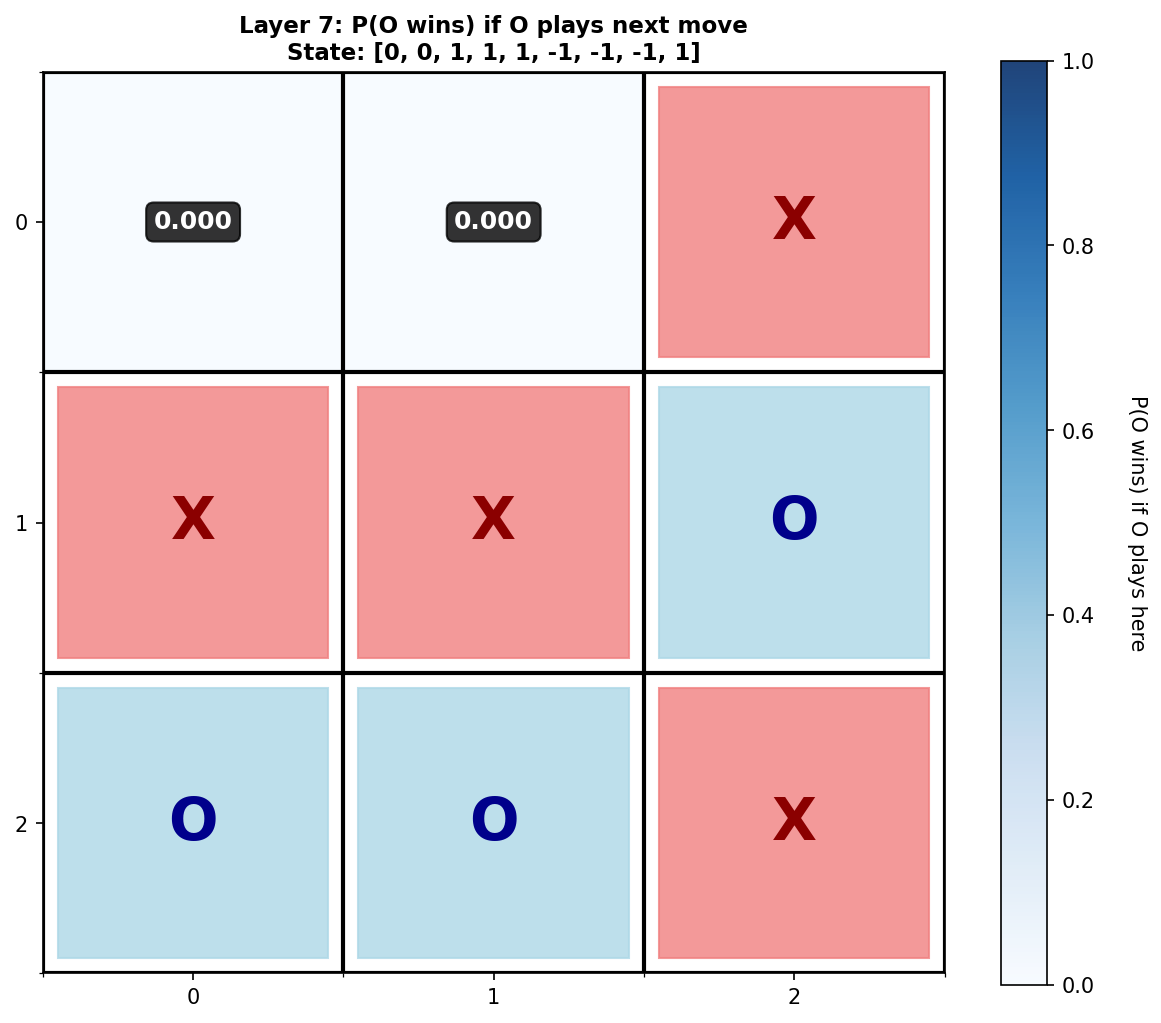 Layer 7: P(O wins) if O plays next move
State: [0, 0, 1, 1, 1, -1, -1, -1, 1]
0
0.000
0.000
X
1
X
X
O
2
O
O
X
0
1
2
1.0
0.8
0.6
0.4
0.2
0.0
P(O wins) if O plays here